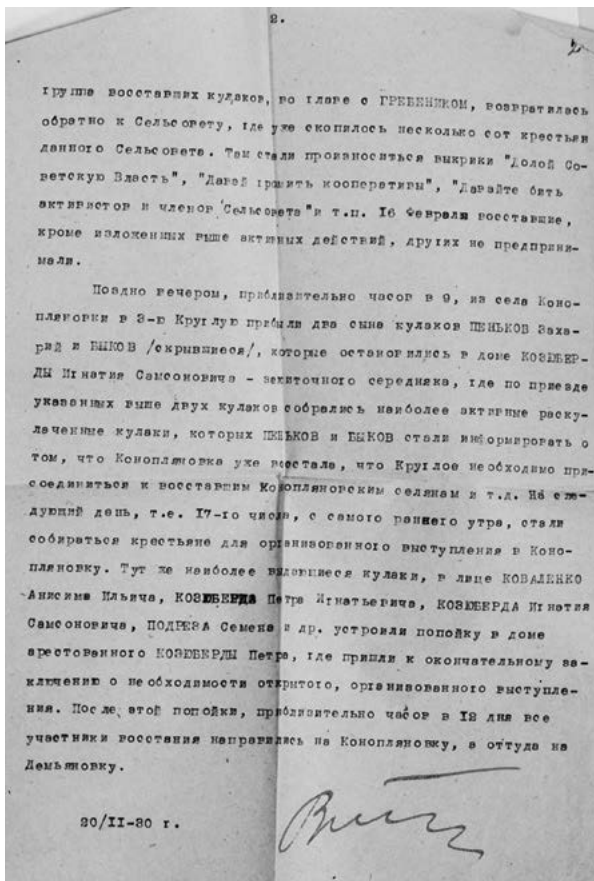 2.
2
группа восставших кулаков, во главе с ГРЕБЕНИКОМ, возвратилась
обратно к Сельсовету, где уже скопилось несколько сот крестьян
данного Сельсовета. Там стали произноситься выкрики "Долой Со-
ветскую Власть", "Давай громить кооперативы", "Давайте бить
активистов и членов Сельсовета" и т.п. 16 Февраля восставшие,
кроме изложенных выше активных действий, других не предприни-
мали.
Поздно вечером, приблизительно часов в 9, из села Коно-
пляновки в 3-ю Круглую прибыли два сына кулаков ПЕНЬКОВ Заха-
рий и БЫКОВ /скрывшиеся/, которые остановились в доме КОЗЮБЕР-
ДЫ Игнатия Самсоновича - зажиточного середняка, где по приезде
указанных выше двух кулаков собрались наиболее активные раску-
лаченные кулаки, которых ПЕНЬКОВ и БЫКОВ стали информировать о
том, что Конопляновка уже восстала, что Круглое необходимо при-
соединиться к восставшим Конопляновским селянам и т.д. На сле-
дующий день, т.е. 17-го числа, с самого раннего утра, стали
собираться крестьяне для организованного выступления в Коно-
пляновку. Тут же наиболее выдающиеся кулаки, в лице КОВАЛЕНКО
Анисима Ильича, КОЗЮБЕРДА Петра Игнатьевича, КОЗЮБЕРДА Игнатия
Самсоновича, ПОДРЕЗА Семена и др. устроили попойку в доме
арестованного КОЗЮБЕРДЫ Петра, где пришли к окончательному за-
ключению о необходимости открытого, организованного выступле-
ния. После этой попойки, приблизительно часов в 12 дня все
участники восстания направились на Конопляновку, а оттуда на
Демьяновку.
20/II-30 г.